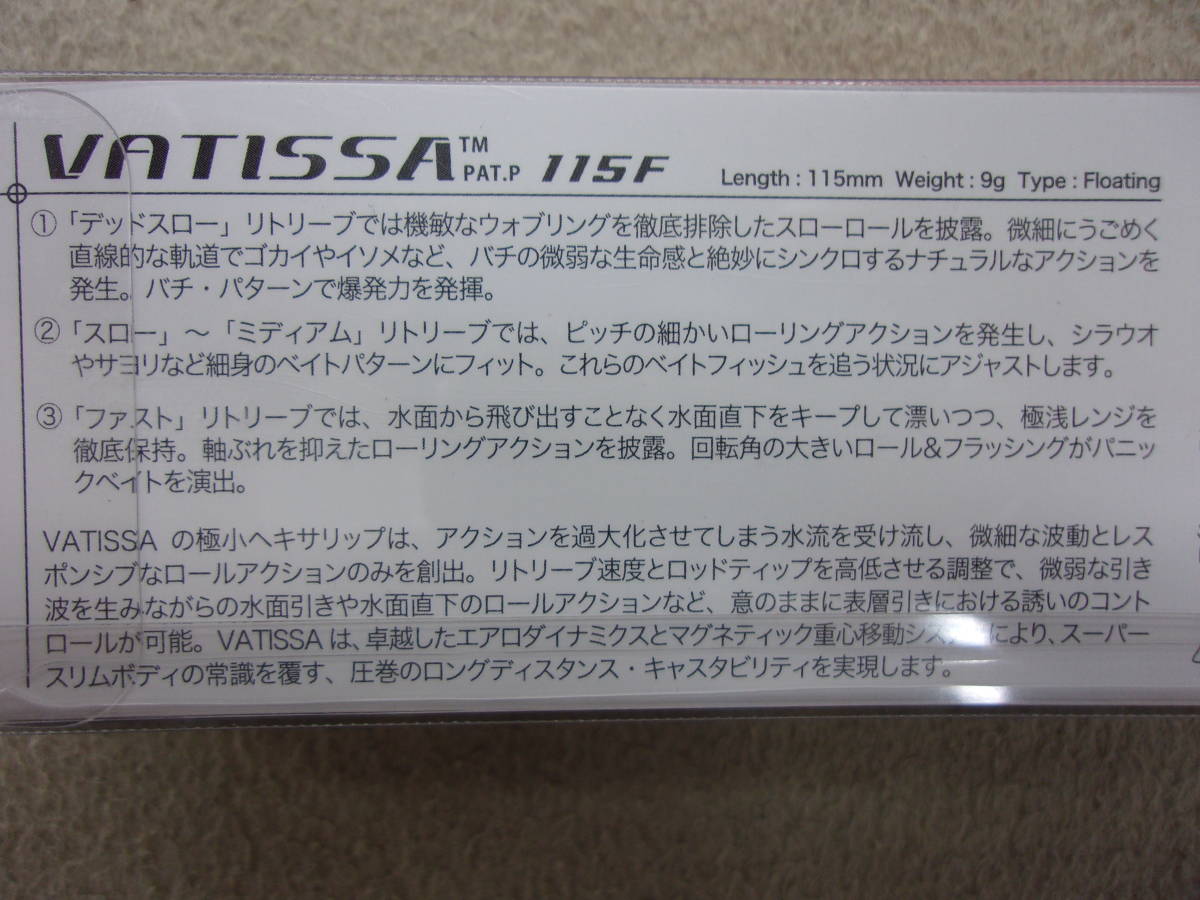 VATISSA™ PAT.P 115F Length : 115mm Weight : 9g Type : Floating
①「デッドスロー」リトリーブでは機敏なウォブリングを徹底排除したスローロールを披露。微細にうごめく
直線的な軌道でゴカイやイソメなど、バチの微弱な生命感と絶妙にシンクロするナチュラルなアクションを
発生。バチ・パターンで爆発力を発揮。
②「スロー」～「ミディアム」リトリーブでは、ピッチの細かいローリングアクションを発生し、シラウオ
やサヨリなど細身のベイトパターンにフィット。これらのベイトフィッシュを追う状況にアジャストします。
③「ファスト」リトリーブでは、水面から飛び出すことなく水面直下をキープして漂いつつ、極浅レンジを
徹底保持。軸ぶれを抑えたローリングアクションを披露。回転角の大きいロール&フラッシングがパニッ
クベイトを演出。
VATISSA の極小ヘキサリップは、アクションを過大化させてしまう水流を受け流し、微細な波動とレス
ポンシブなロールアクションのみを創出。リトリーブ速度とロッドティップを高低させる調整で、微弱な引き
波を生みながらの水面引きや水面直下のロールアクションなど、意のままに表層引きにおける誘いのコント
ロールが可能。VATISSAは、卓越したエアロダイナミクスとマグネティック重心移動システムにより、スーパー
スリムボディの常識を覆す、圧巻のロングディスタンス・キャスタビリティを実現します。